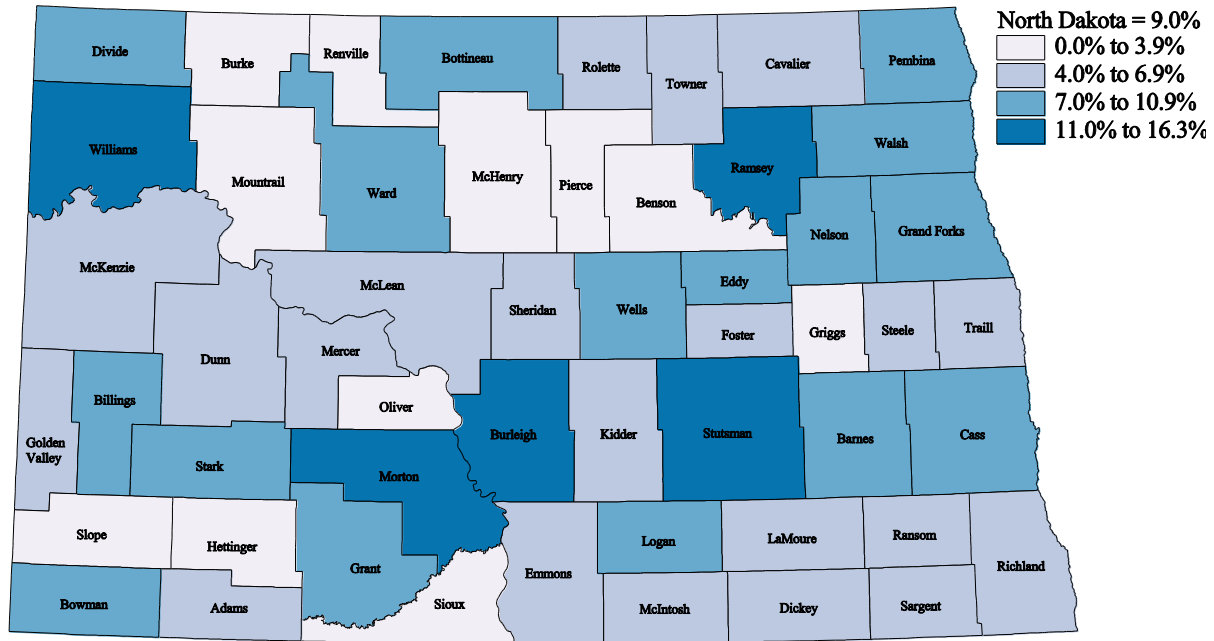 North Dakota = 9.0%
0.0% to 3.9%
4.0% to 6.9%
7.0% to 10.9%
11.0% to 16.3%
Divide
Burke
Renville
Bottineau
Rolette
Towner
Cavalier
Pembina
Williams
Mountrail
Ward
McHenry
Pierce
Benson
Ramsey
Walsh
Nelson
Grand Forks
McKenzie
McLean
Sheridan
Wells
Eddy
Foster
Griggs
Steele
Traill
Dunn
Mercer
Oliver
Billings
Golden
Valley
Stark
Morton
Burleigh
Kidder
Stutsman
Barnes
Cass
Slope
Hettinger
Grant
Bowman
Adams
Sioux
Emmons
Logan
LaMoure
Ransom
Richland
McIntosh
Dickey
Sargent